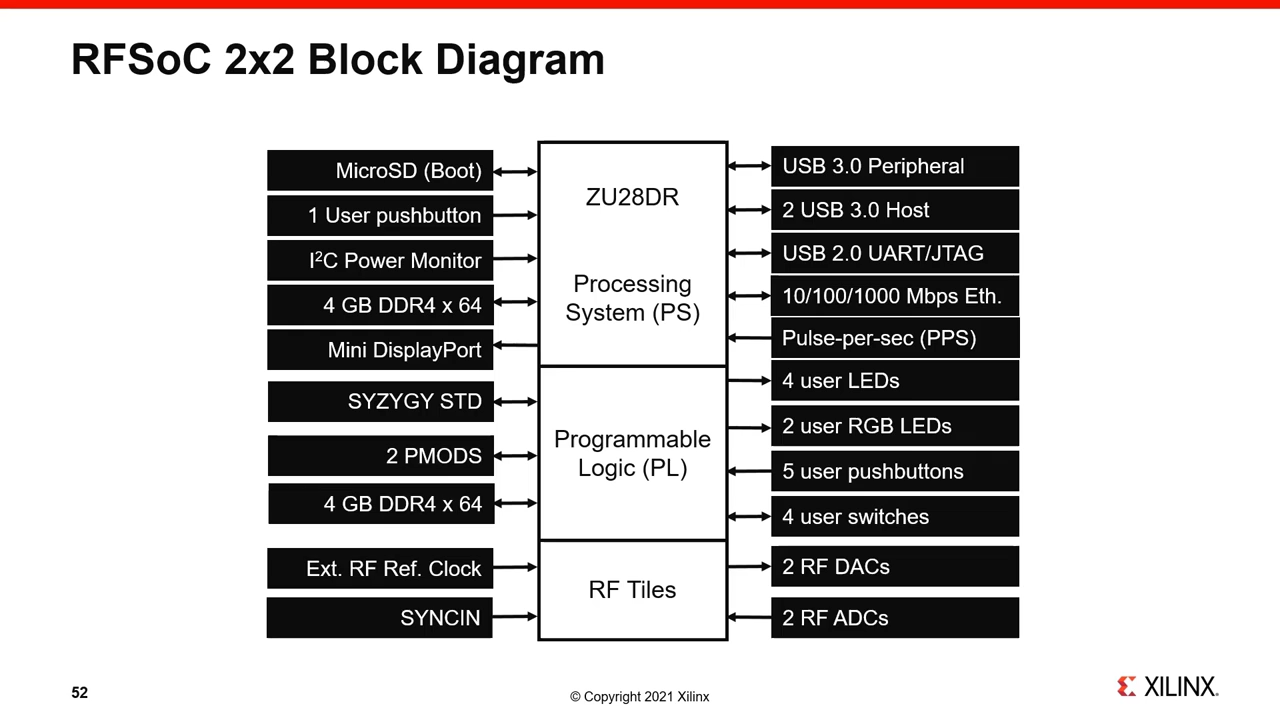 RFSoC 2x2 Block Diagram
MicroSD (Boot)
1 User pushbutton
I²C Power Monitor
4 GB DDR4 x 64
Mini DisplayPort
SYZYGY STD
2 PMODS
4 GB DDR4 x 64
Ext. RF Ref. Clock
SYNCIN
ZU28DR
Processing
System (PS)
Programmable
Logic (PL)
RF Tiles
USB 3.0 Peripheral
2 USB 3.0 Host
USB 2.0 UART/JTAG
10/100/1000 Mbps Eth.
Pulse-per-sec (PPS)
4 user LEDs
2 user RGB LEDs
5 user pushbuttons
4 user switches
2 RF DACs
2 RF ADCs
52
© Copyright 2021 Xilinx
XILINX.